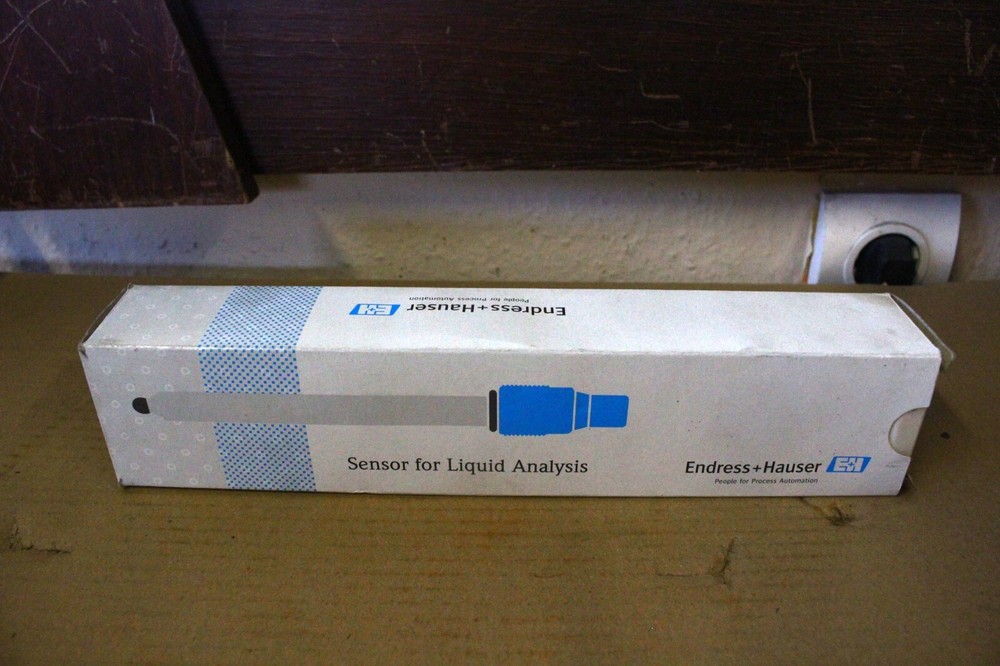 Endress+Hauser E+H
People for Process Automation
Sensor for Liquid Analysis
Endress+Hauser E+H
People for Process Automation